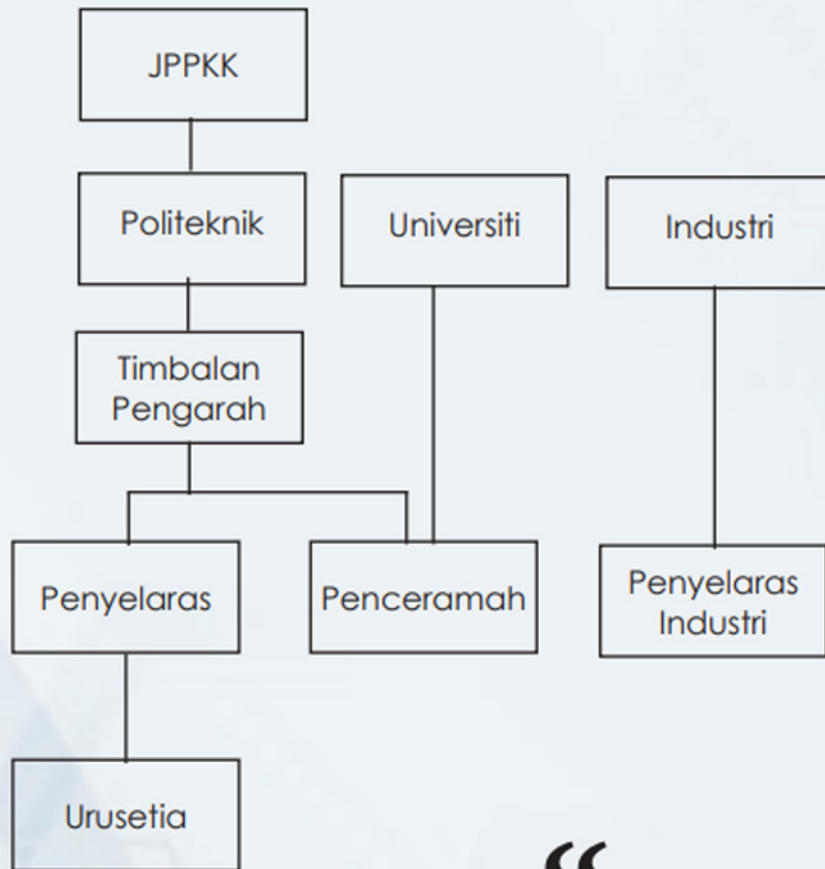 JPPKK
Politeknik
Universiti
Industri
Timbalan
Pengarah
Penyelaras
Penceramah
Penyelaras
Industri
Urusetia
“